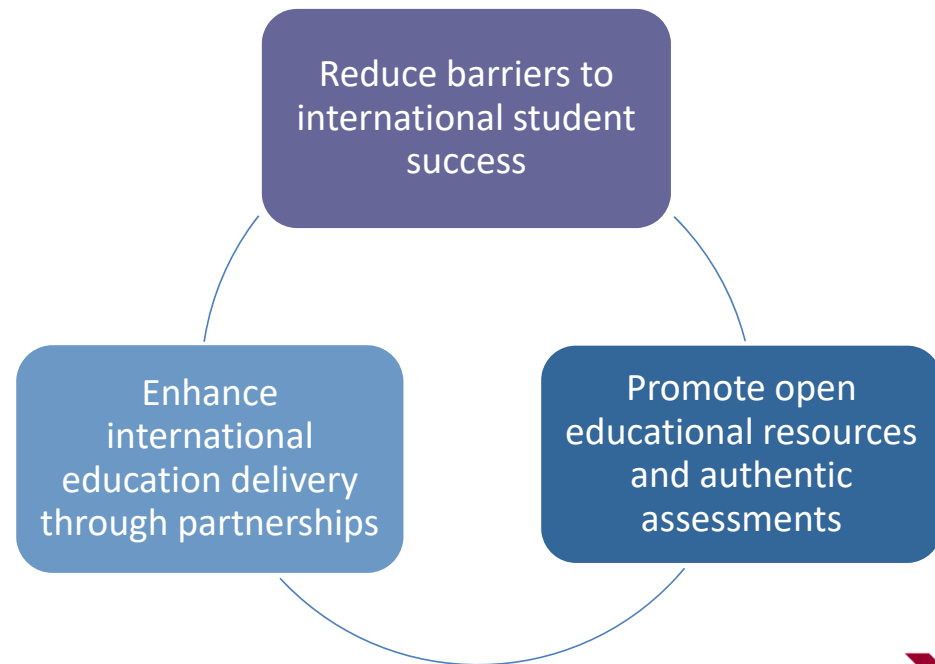 Reduce barriers to
international student
success
Enhance
international
education delivery
through partnerships
Promote open
educational resources
and authentic
assessments